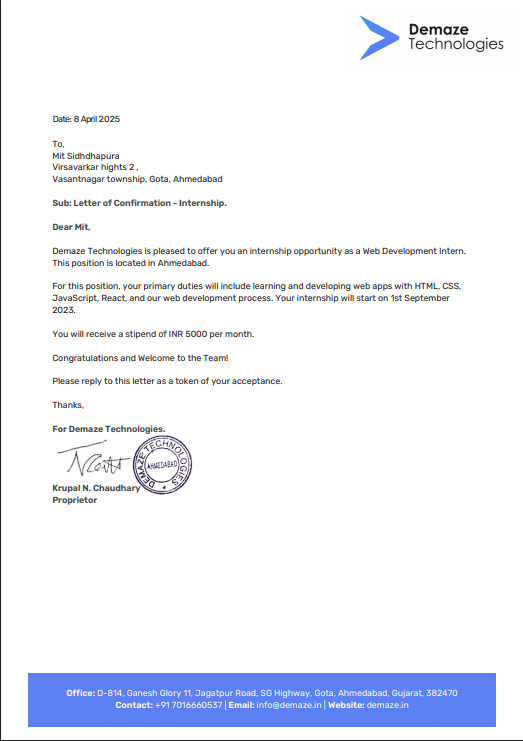 Demaze
Technologies
Date: 8 April 2025
To,
Mit Sidhdhapura
Virsavarkar hights 2 ,
Vasantnagar township, Gota, Ahmedabad
Sub: Letter of Confirmation - Internship.
Dear Mit,
Demaze Technologies is pleased to offer you an internship opportunity as a Web Development Intern.
This position is located in Ahmedabad.
For this position, your primary duties will include learning and developing web apps with HTML, CSS,
JavaScript, React, and our web development process. Your internship will start on 1st September
2023.
You will receive a stipend of INR 5000 per month.
Congratulations and Welcome to the Team!
Please reply to this letter as a token of your acceptance.
Thanks,
For Demaze Technologies.
DEMAZE TECHNOLOGIES
AHMEDABAD
Krupal N. Chaudhary
Proprietor
Office: D-814, Ganesh Glory 11, Jagatpur Road, SG Highway, Gota, Ahmedabad, Gujarat, 382470
Contact: +91 7016660537 | Email: info@demaze.in | Website: demaze.in